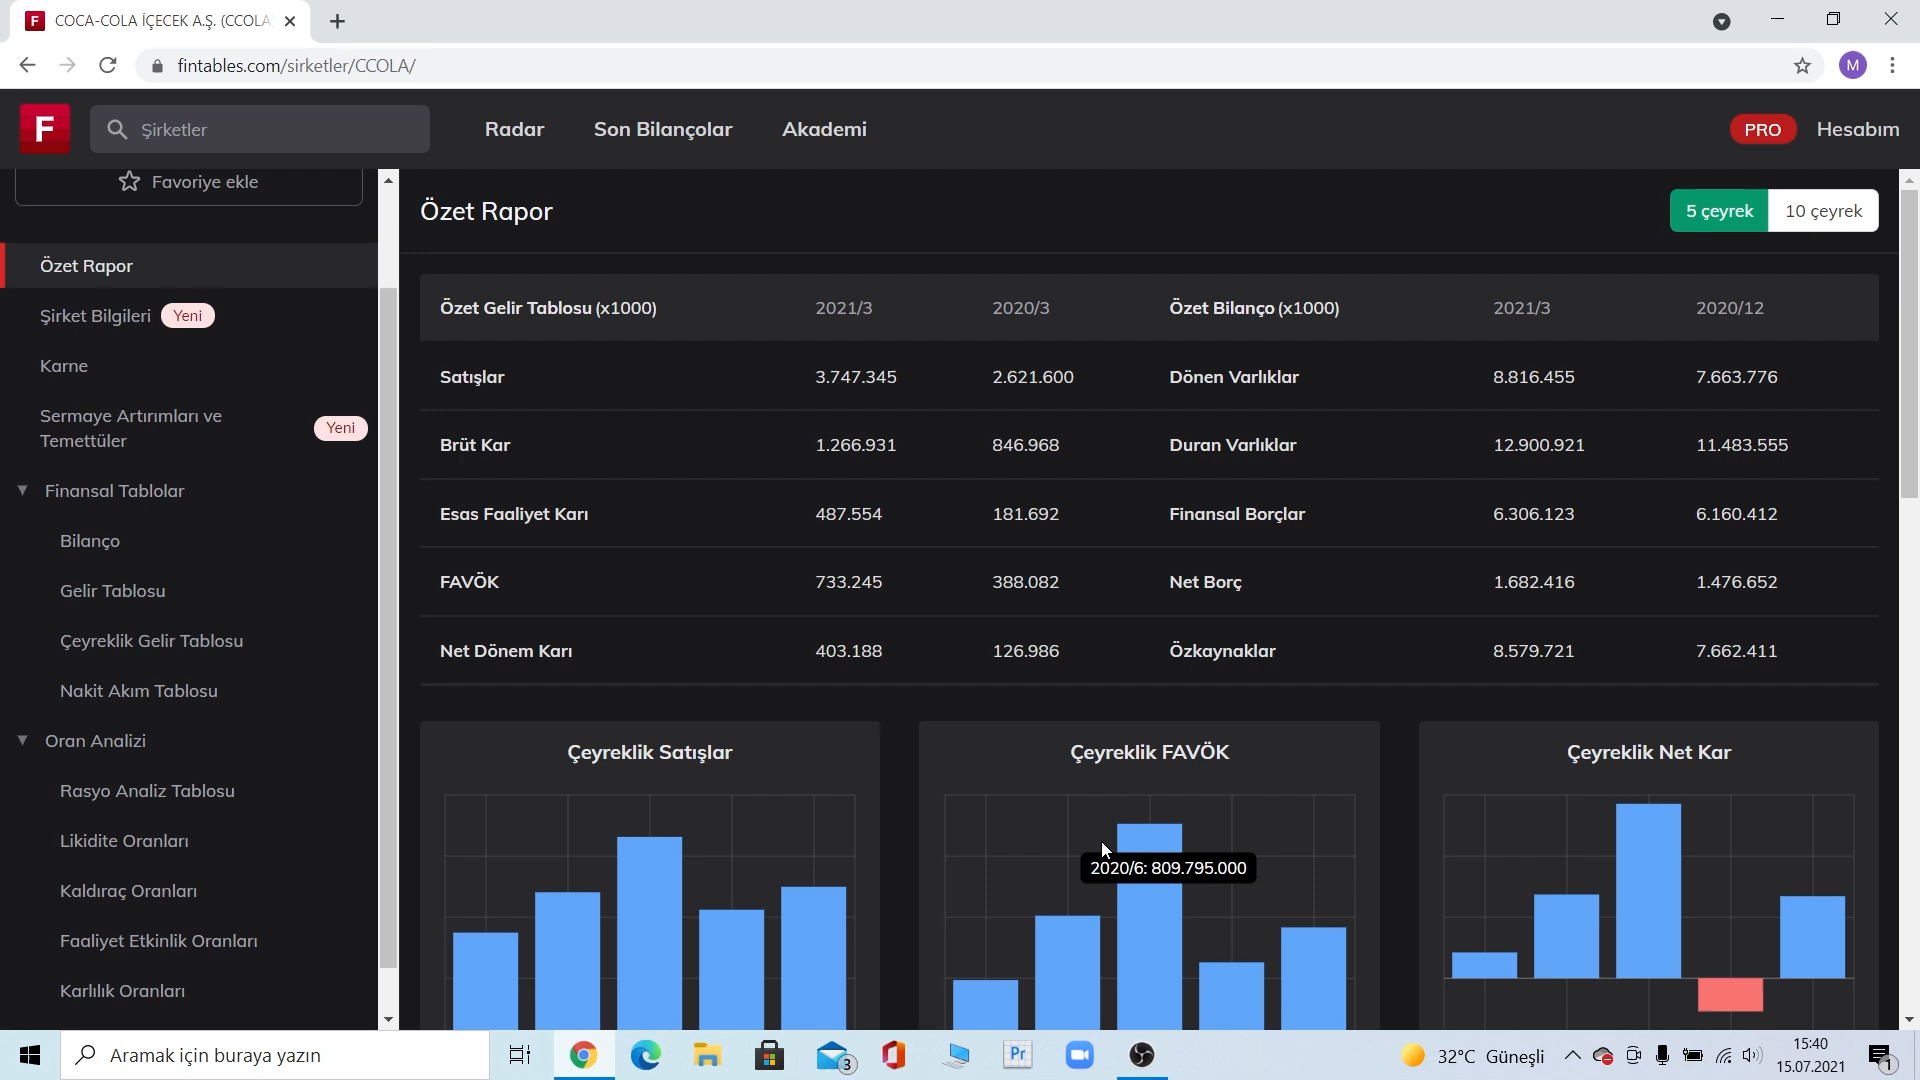 F COCA-COLA İÇECEK A.Ş. (CCOLA
fintables.com/sirketler/CCOLA/
M
F
Şirketler
Radar
Son Bilançolar
Akademi
PRO
Hesabım
Favoriye ekle
Özet Rapor
Şirket Bilgileri Yeni
Karne
Sermaye Artırımları ve
Temettüler
Yeni
Finansal Tablolar
Bilanço
Gelir Tablosu
Çeyreklik Gelir Tablosu
Nakit Akım Tablosu
Oran Analizi
Rasyo Analiz Tablosu
Likidite Oranları
Kaldıraç Oranları
Faaliyet Etkinlik Oranları
Karlılık Oranları
Özet Rapor
5 çeyrek 10 çeyrek
Özet Gelir Tablosu (x1000) 2021/3 2020/3 Özet Bilanço (x1000) 2021/3 2020/12
Satışlar 3.747.345 2.621.600 Dönen Varlıklar 8.816.455 7.663.776
Brüt Kar 1.266.931 846.968 Duran Varlıklar 12.900.921 11.483.555
Esas Faaliyet Karı 487.554 181.692 Finansal Borçlar 6.306.123 6.160.412
FAVÖK 733.245 388.082 Net Borç 1.682.416 1.476.652
Net Dönem Karı 403.188 126.986 Özkaynaklar 8.579.721 7.662.411
Çeyreklik Satışlar
Çeyreklik FAVÖK
2020/6: 809.795.000
Çeyreklik Net Kar
Aramak için buraya yazın
3
Pr
32°C Güneşli
15:40
15.07.2021
1